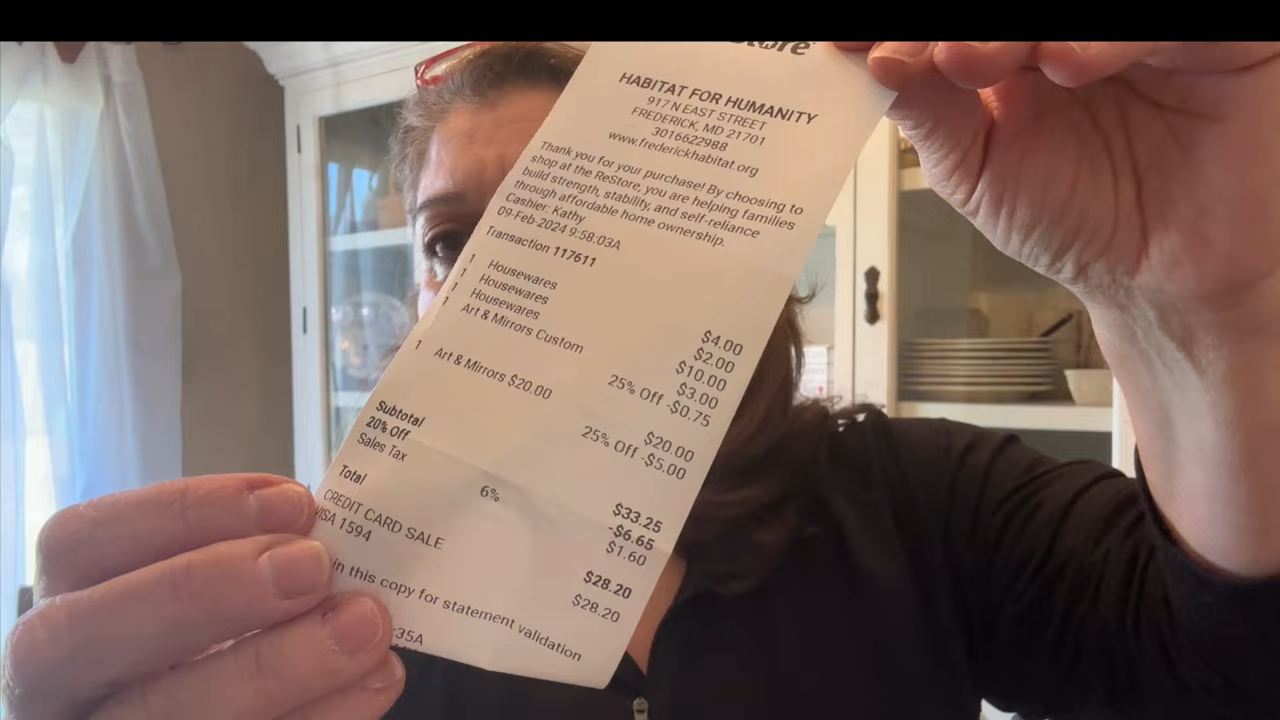 HABITAT FOR HUMANITY
917 N EAST STREET
FREDERICK, MD 21701
3016622988
www.frederickhabitat.org
Thank you for your purchase! By choosing to
shop at the ReStore, you are helping families
build strength, stability, and self-reliance
through affordable home ownership.
Cashier: Kathy
09-Feb-2024 9:58:03A
Transaction 117611
1 Housewares $4.00
1 Housewares $2.00
1 Housewares $10.00
1 Art & Mirrors Custom $3.00
25% Off -$0.75
1 Art & Mirrors $20.00 $20.00
25% Off -$5.00
Subtotal $33.25
20% Off -$6.65
Sales Tax 6% $1.60
Total $28.20
CREDIT CARD SALE $28.20
VISA 1594
in this copy for statement validation
:35A